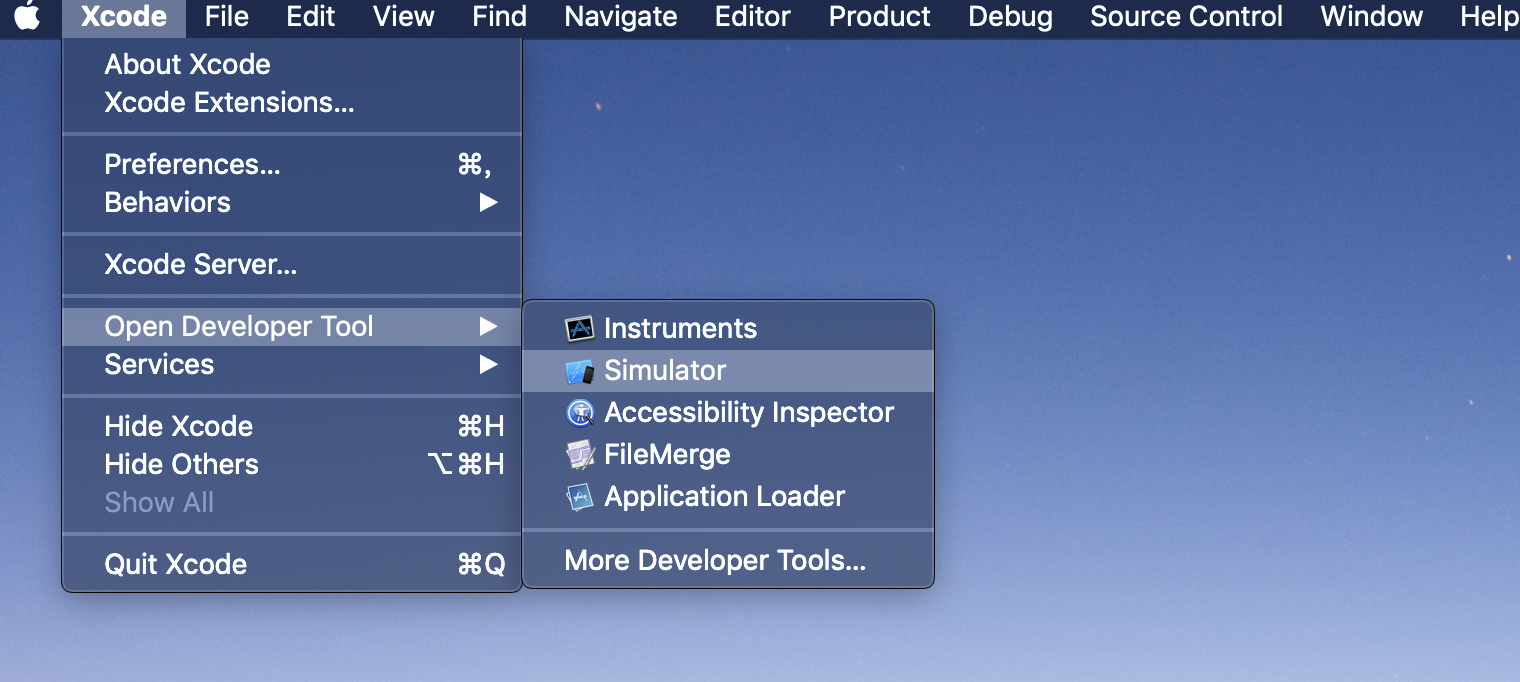 Xcode File Edit View Find Navigate Editor Product Debug Source Control Window Help
About Xcode
Xcode Extensions...
Preferences... ⌘,
Behaviors ▶
Xcode Server...
Open Developer Tool ▶
Services ▶
Hide Xcode ⌘H
Hide Others ⌥⌘H
Show All
Quit Xcode ⌘Q
Instruments
Simulator
Accessibility Inspector
FileMerge
Application Loader
More Developer Tools...